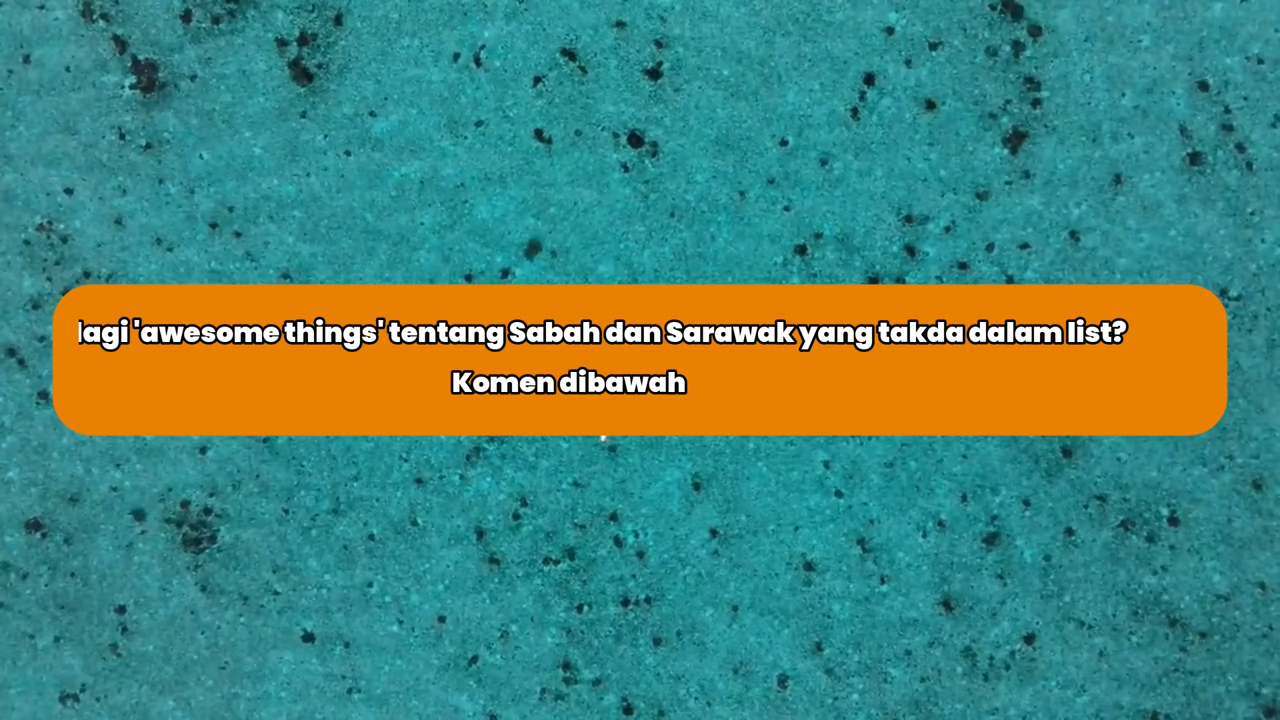 lagi 'awesome things' tentang Sabah dan Sarawak yang takda dalam list?
Komen dibawah